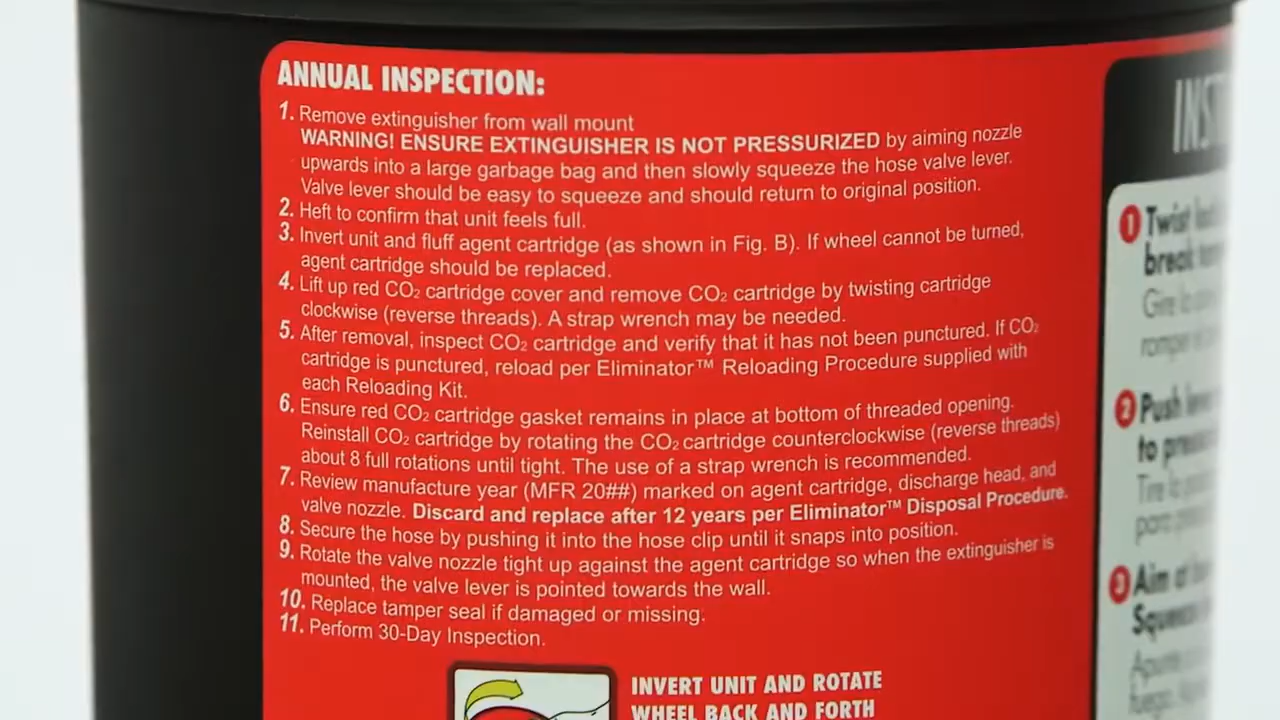 ANNUAL INSPECTION:
1. Remove extinguisher from wall mount
WARNING! ENSURE EXTINGUISHER IS NOT PRESSURIZED by aiming nozzle
upwards into a large garbage bag and then slowly squeeze the hose valve lever.
Valve lever should be easy to squeeze and should return to original position.
2. Heft to confirm that unit feels full.
3. Invert unit and fluff agent cartridge (as shown in Fig. B). If wheel cannot be turned,
agent cartridge should be replaced.
4. Lift up red CO₂ cartridge cover and remove CO₂ cartridge by twisting cartridge
clockwise (reverse threads). A strap wrench may be needed.
5. After removal, inspect CO₂ cartridge and verify that it has not been punctured. If CO₂
cartridge is punctured, reload per Eliminator™ Reloading Procedure supplied with
each Reloading Kit.
6. Ensure red CO₂ cartridge gasket remains in place at bottom of threaded opening.
Reinstall CO₂ cartridge by rotating the CO₂ cartridge counterclockwise (reverse threads)
about 8 full rotations until tight. The use of a strap wrench is recommended.
7. Review manufacture year (MFR 20##) marked on agent cartridge, discharge head, and
valve nozzle. Discard and replace after 12 years per Eliminator™ Disposal Procedure.
8. Secure the hose by pushing it into the hose clip until it snaps into position.
9. Rotate the valve nozzle tight up against the agent cartridge so when the extinguisher is
mounted, the valve lever is pointed towards the wall.
10. Replace tamper seal if damaged or missing.
11. Perform 30-Day Inspection.
INVERT UNIT AND ROTATE
WHEEL BACK AND FORTH
1 Twist
break
2 Push
to
3 Aim
Squeeze